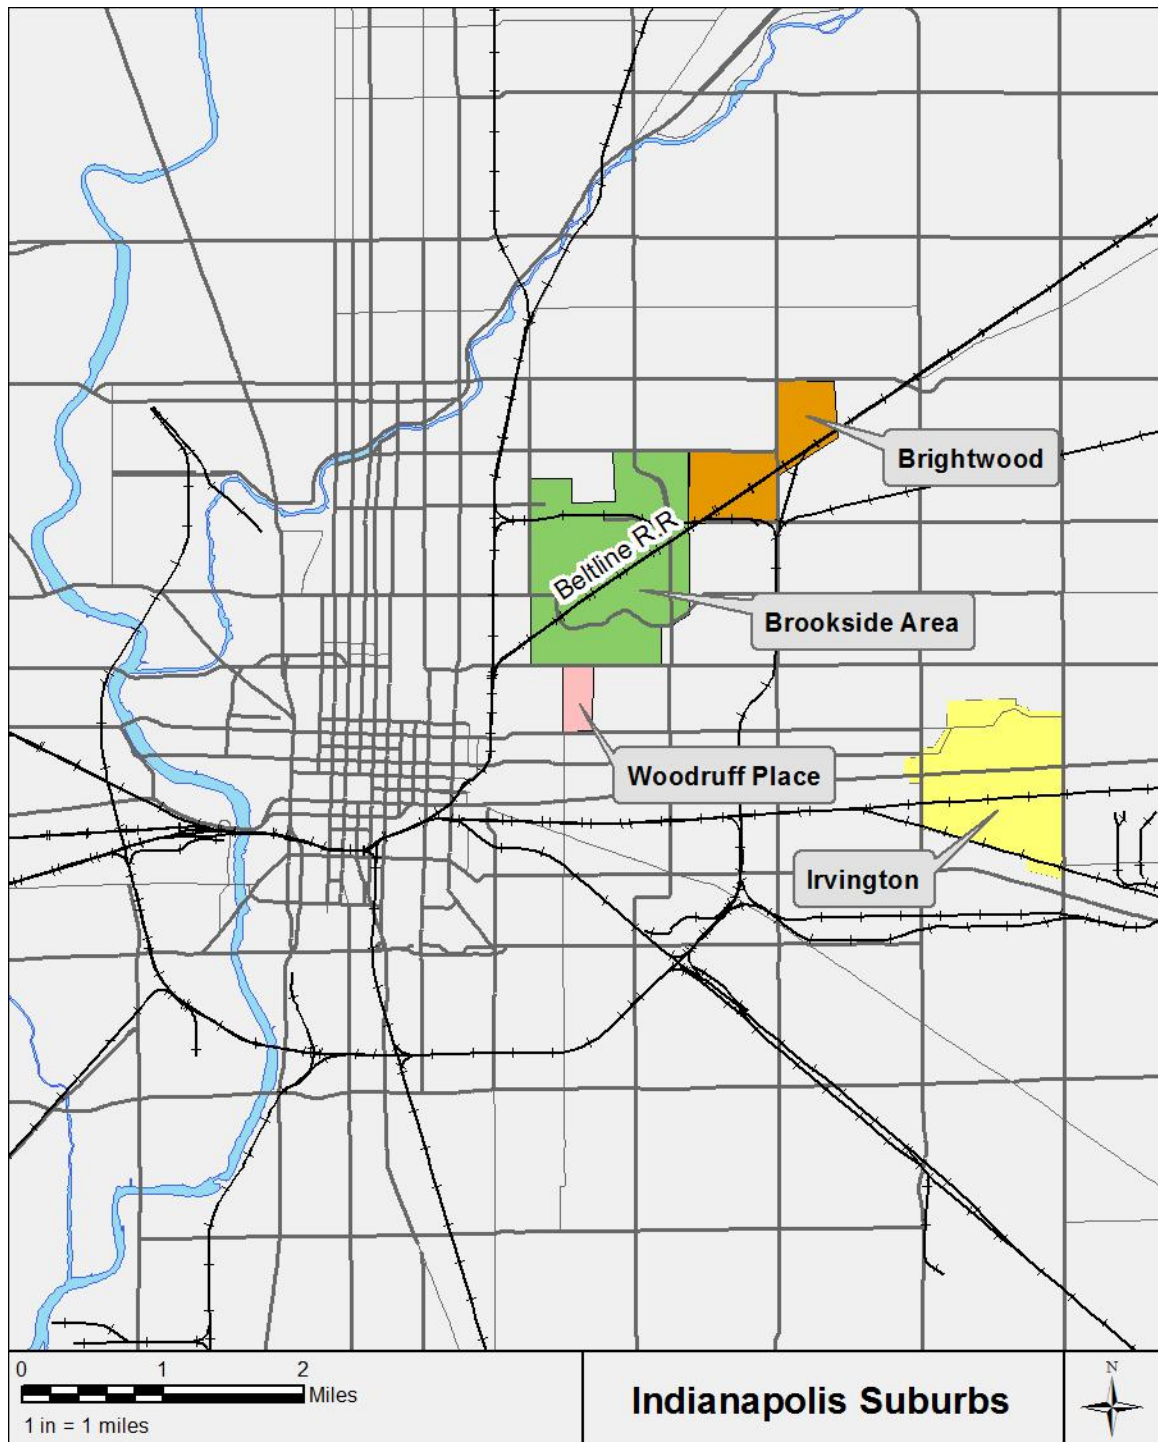 Brightwood
Beltline R.R
Brookside Area
Woodruff Place
Irvington
0 1 2
Miles
1 in = 1 miles
Indianapolis Suburbs
N